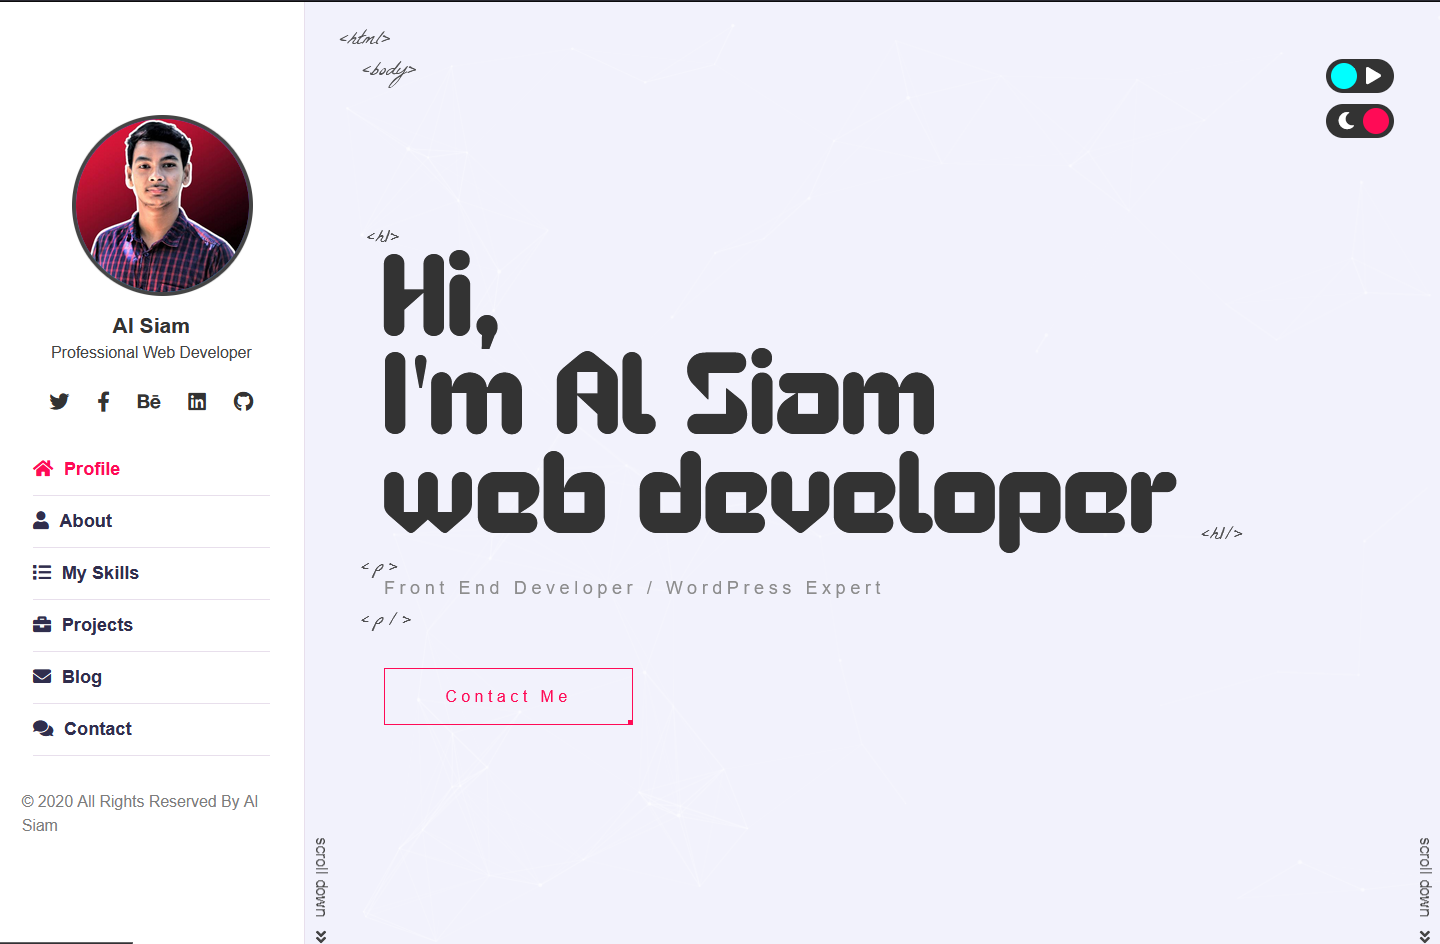 Al Siam
Professional Web Developer
Bē
in
Profile
About
My Skills
Projects
Blog
Contact
© 2020 All Rights Reserved By Al
Siam
<html>
<body>
<h1>
Hi,
I'm Al Siam
web developer
<h1/>
<p>
Front End Developer / WordPress Expert
<p/>
Contact Me
scroll down
scroll down